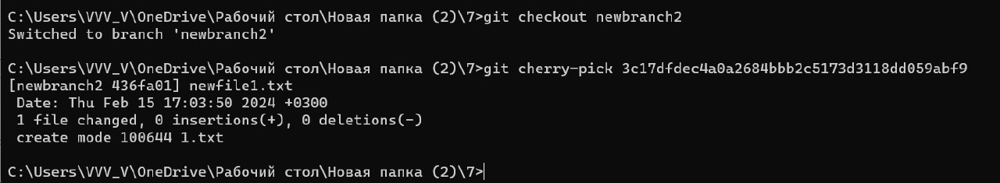 C:\Users\VVV_V\OneDrive\Рабочий стол\Новая папка (2)\7>git checkout newbranch2
Switched to branch 'newbranch2'
C:\Users\VVV_V\OneDrive\Рабочий стол\Новая папка (2)\7>git cherry-pick 3c17dfdec4a0a2684bbb2c5173d3118dd059abf9
[newbranch2 436fa01] newfile1.txt
 Date: Thu Feb 15 17:03:50 2024 +0300
 1 file changed, 0 insertions(+), 0 deletions(-)
 create mode 100644 1.txt
C:\Users\VVV_V\OneDrive\Рабочий стол\Новая папка (2)\7>